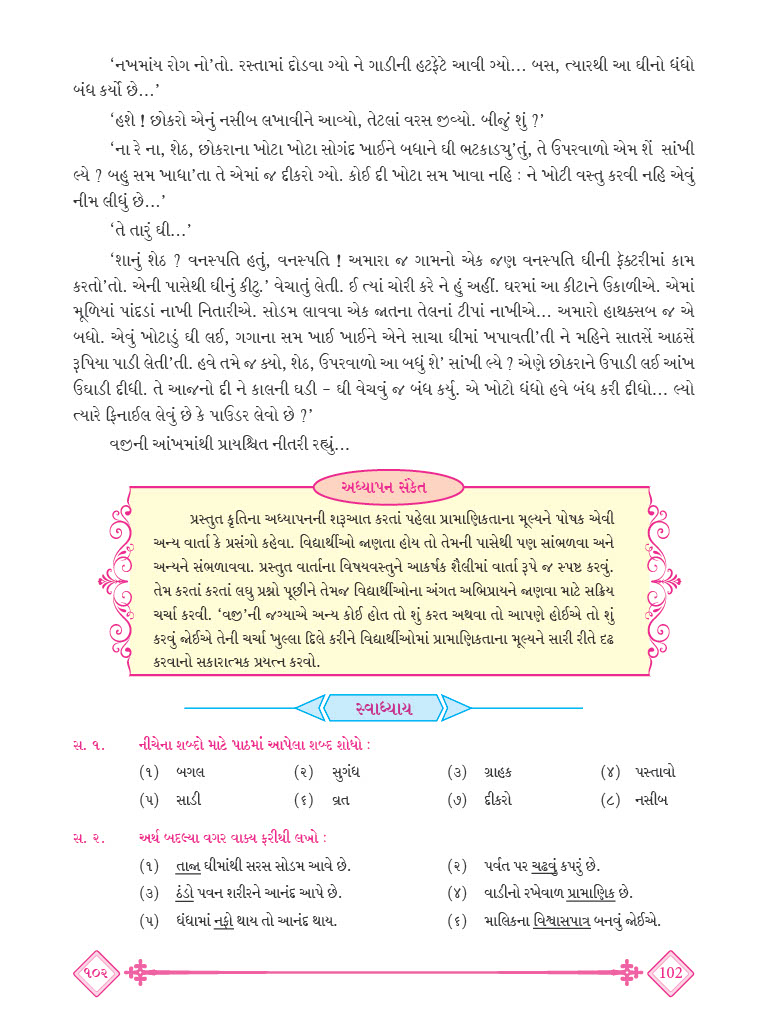 ‘નખમાંય રોગ નો’તો. રસ્તામાં દોડવા ગ્યો ને ગાડીની હટફેટે આવી ગ્યો... બસ, ત્યારથી આ ઘીનો ધંધો
બંધ કર્યો છે...’
‘હશે ! છોકરો એનું નસીબ લખાવીને આવ્યો, તેટલાં વરસ જીવ્યો. બીજું શું ?’
‘ના રે ના, શેઠ, છોકરાના ખોટા ખોટા સોગંદ ખાઈને બધાને ઘી ભટકાડ્યુ’તું, તે ઉપરવાળો એમ શેં સાંખી
લ્યે ? બહુ સમ ખાધા’તા તે એમાં જ દીકરો ગ્યો. કોઈ દી ખોટા સમ ખાવા નહિ : ને ખોટી વસ્તુ કરવી નહિ એવું
નીમ લીધું છે...’
‘તે તારું ઘી...’
‘શાનું શેઠ ? વનસ્પતિ હતું, વનસ્પતિ ! અમારા જ ગામનો એક જણ વનસ્પતિ ઘીની ફૅક્ટરીમાં કામ
કરતો’તો. એની પાસેથી ઘીનું કીટુ.’ વેચાતું લેતી. ઈ ત્યાં ચોરી કરે ને હું અહીં. ઘરમાં આ કીટાને ઉકાળીએ. એમાં
મૂળિયાં પાંદડાં નાખી નિતારીએ. સોડમ લાવવા એક જાતના તેલનાં ટીપાં નાખીએ... અમારો હાથક્સબ જ એ
બધો. એવું ખોટાડું ઘી લઈ, ગગાના સમ ખાઈ ખાઈને એને સાચા ઘીમાં ખપાવતી’તી ને મહિને સાતસેં આઠસેં
રૂપિયા પાડી લેતી’તી. હવે તમે જ ક્યો, શેઠ, ઉપરવાળો આ બધું શે’ સાંખી લ્યે ? એણે છોકરાને ઉપાડી લઈ આંખ
ઉઘાડી દીધી. તે આજનો દી ને કાલની ઘડી - ઘી વેચવું જ બંધ કર્યુ. એ ખોટો ધંધો હવે બંધ કરી દીધો... લ્યો
ત્યારે ફિનાઈલ લેવું છે કે પાઉડર લેવો છે ?’
વજીની આંખમાંથી પ્રાયશ્ચિત નીતરી રહ્યું...
અધ્યાપન સંકેત
પ્રસ્તુત કૃતિના અધ્યાપનની શરૂઆત કરતાં પહેલા પ્રામાણિકતાના મૂલ્યને પોષક એવી
અન્ય વાર્તા કે પ્રસંગો કહેવા. વિદ્યાર્થીઓ જાણતા હોય તો તેમની પાસેથી પણ સાંભળવા અને
અન્યને સંભળાવવા. પ્રસ્તુત વાર્તાના વિષયવસ્તુને આકર્ષક શૈલીમાં વાર્તા રૂપે જ સ્પષ્ટ કરવું.
તેમ કરતાં કરતાં લઘુ પ્રશ્નો પૂછીને તેમજ વિદ્યાર્થીઓના અંગત અભિપ્રાયને જાણવા માટે સક્રિય
ચર્ચા કરવી. ‘વજી’ની જગ્યાએ અન્ય કોઈ હોત તો શું કરત અથવા તો આપણે હોઈએ તો શું
કરવું જોઈએ તેની ચર્ચા ખુલ્લા દિલે કરીને વિદ્યાર્થીઓમાં પ્રામાણિકતાના મૂલ્યને સારી રીતે દઢ
કરવાનો સકારાત્મક પ્રયત્ન કરવો.
સ્વાધ્યાય
સ. ૧. નીચેના શબ્દો માટે પાઠમાં આપેલા શબ્દ શોધો :
(૧) બગલ (૨) સુગંધ (૩) ગ્રાહક (૪) પસ્તાવો
(૫) સાડી (૬) વ્રત (૭) દીકરો (૮) નસીબ
સ. ૨. અર્થ બદલ્યા વગર વાક્ય ફરીથી લખો :
(૧) તાજા ઘીમાંથી સરસ સોડમ આવે છે. (૨) પર્વત પર ચઢવું કપરું છે.
(૩) ઠંડો પવન શરીરને આનંદ આપે છે. (૪) વાડીનો રખેવાળ પ્રામાણિક છે.
(૫) ધંધામાં નફો થાય તો આનંદ થાય. (૬) માલિકના વિશ્વાસપાત્ર બનવું જોઈએ.
૧૦૨ 102